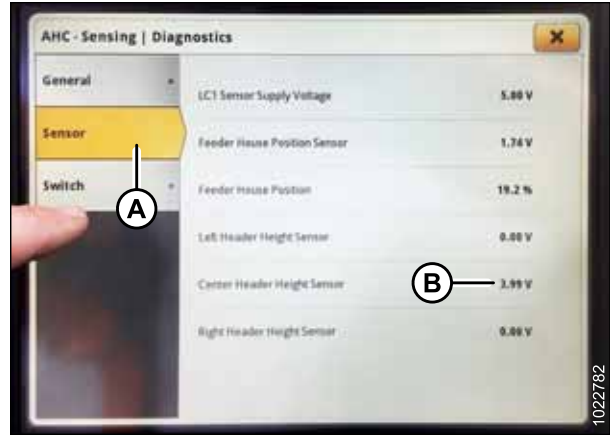 AHC - Sensing | Diagnostics
General
Sensor
Switch
LC1 Sensor Supply Voltage 5.00 V
Feeder House Position Sensor 1.74 V
Feeder House Position 19.2 %
Left Header Height Sensor 0.00 V
Center Header Height Sensor 3.99 V
Right Header Height Sensor 0.00 V
A
B
1022782